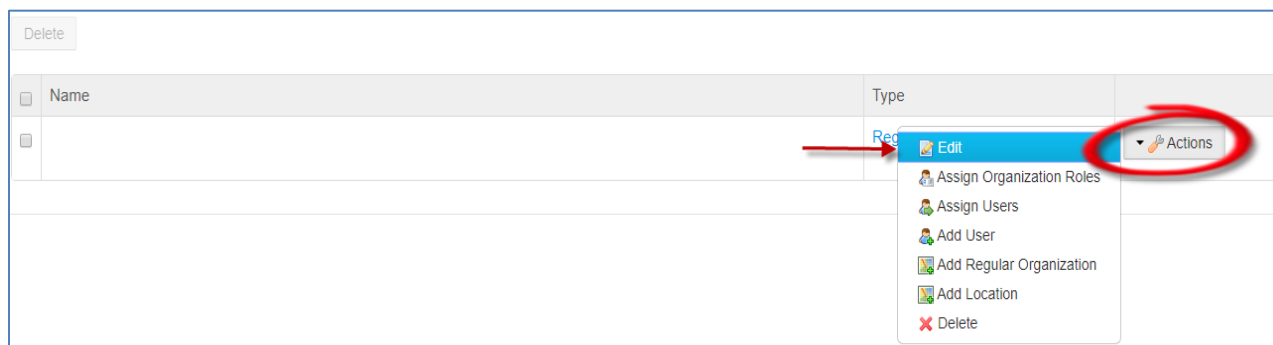 Delete
Name Type
Reg
Actions
Edit
Assign Organization Roles
Assign Users
Add User
Add Regular Organization
Add Location
Delete